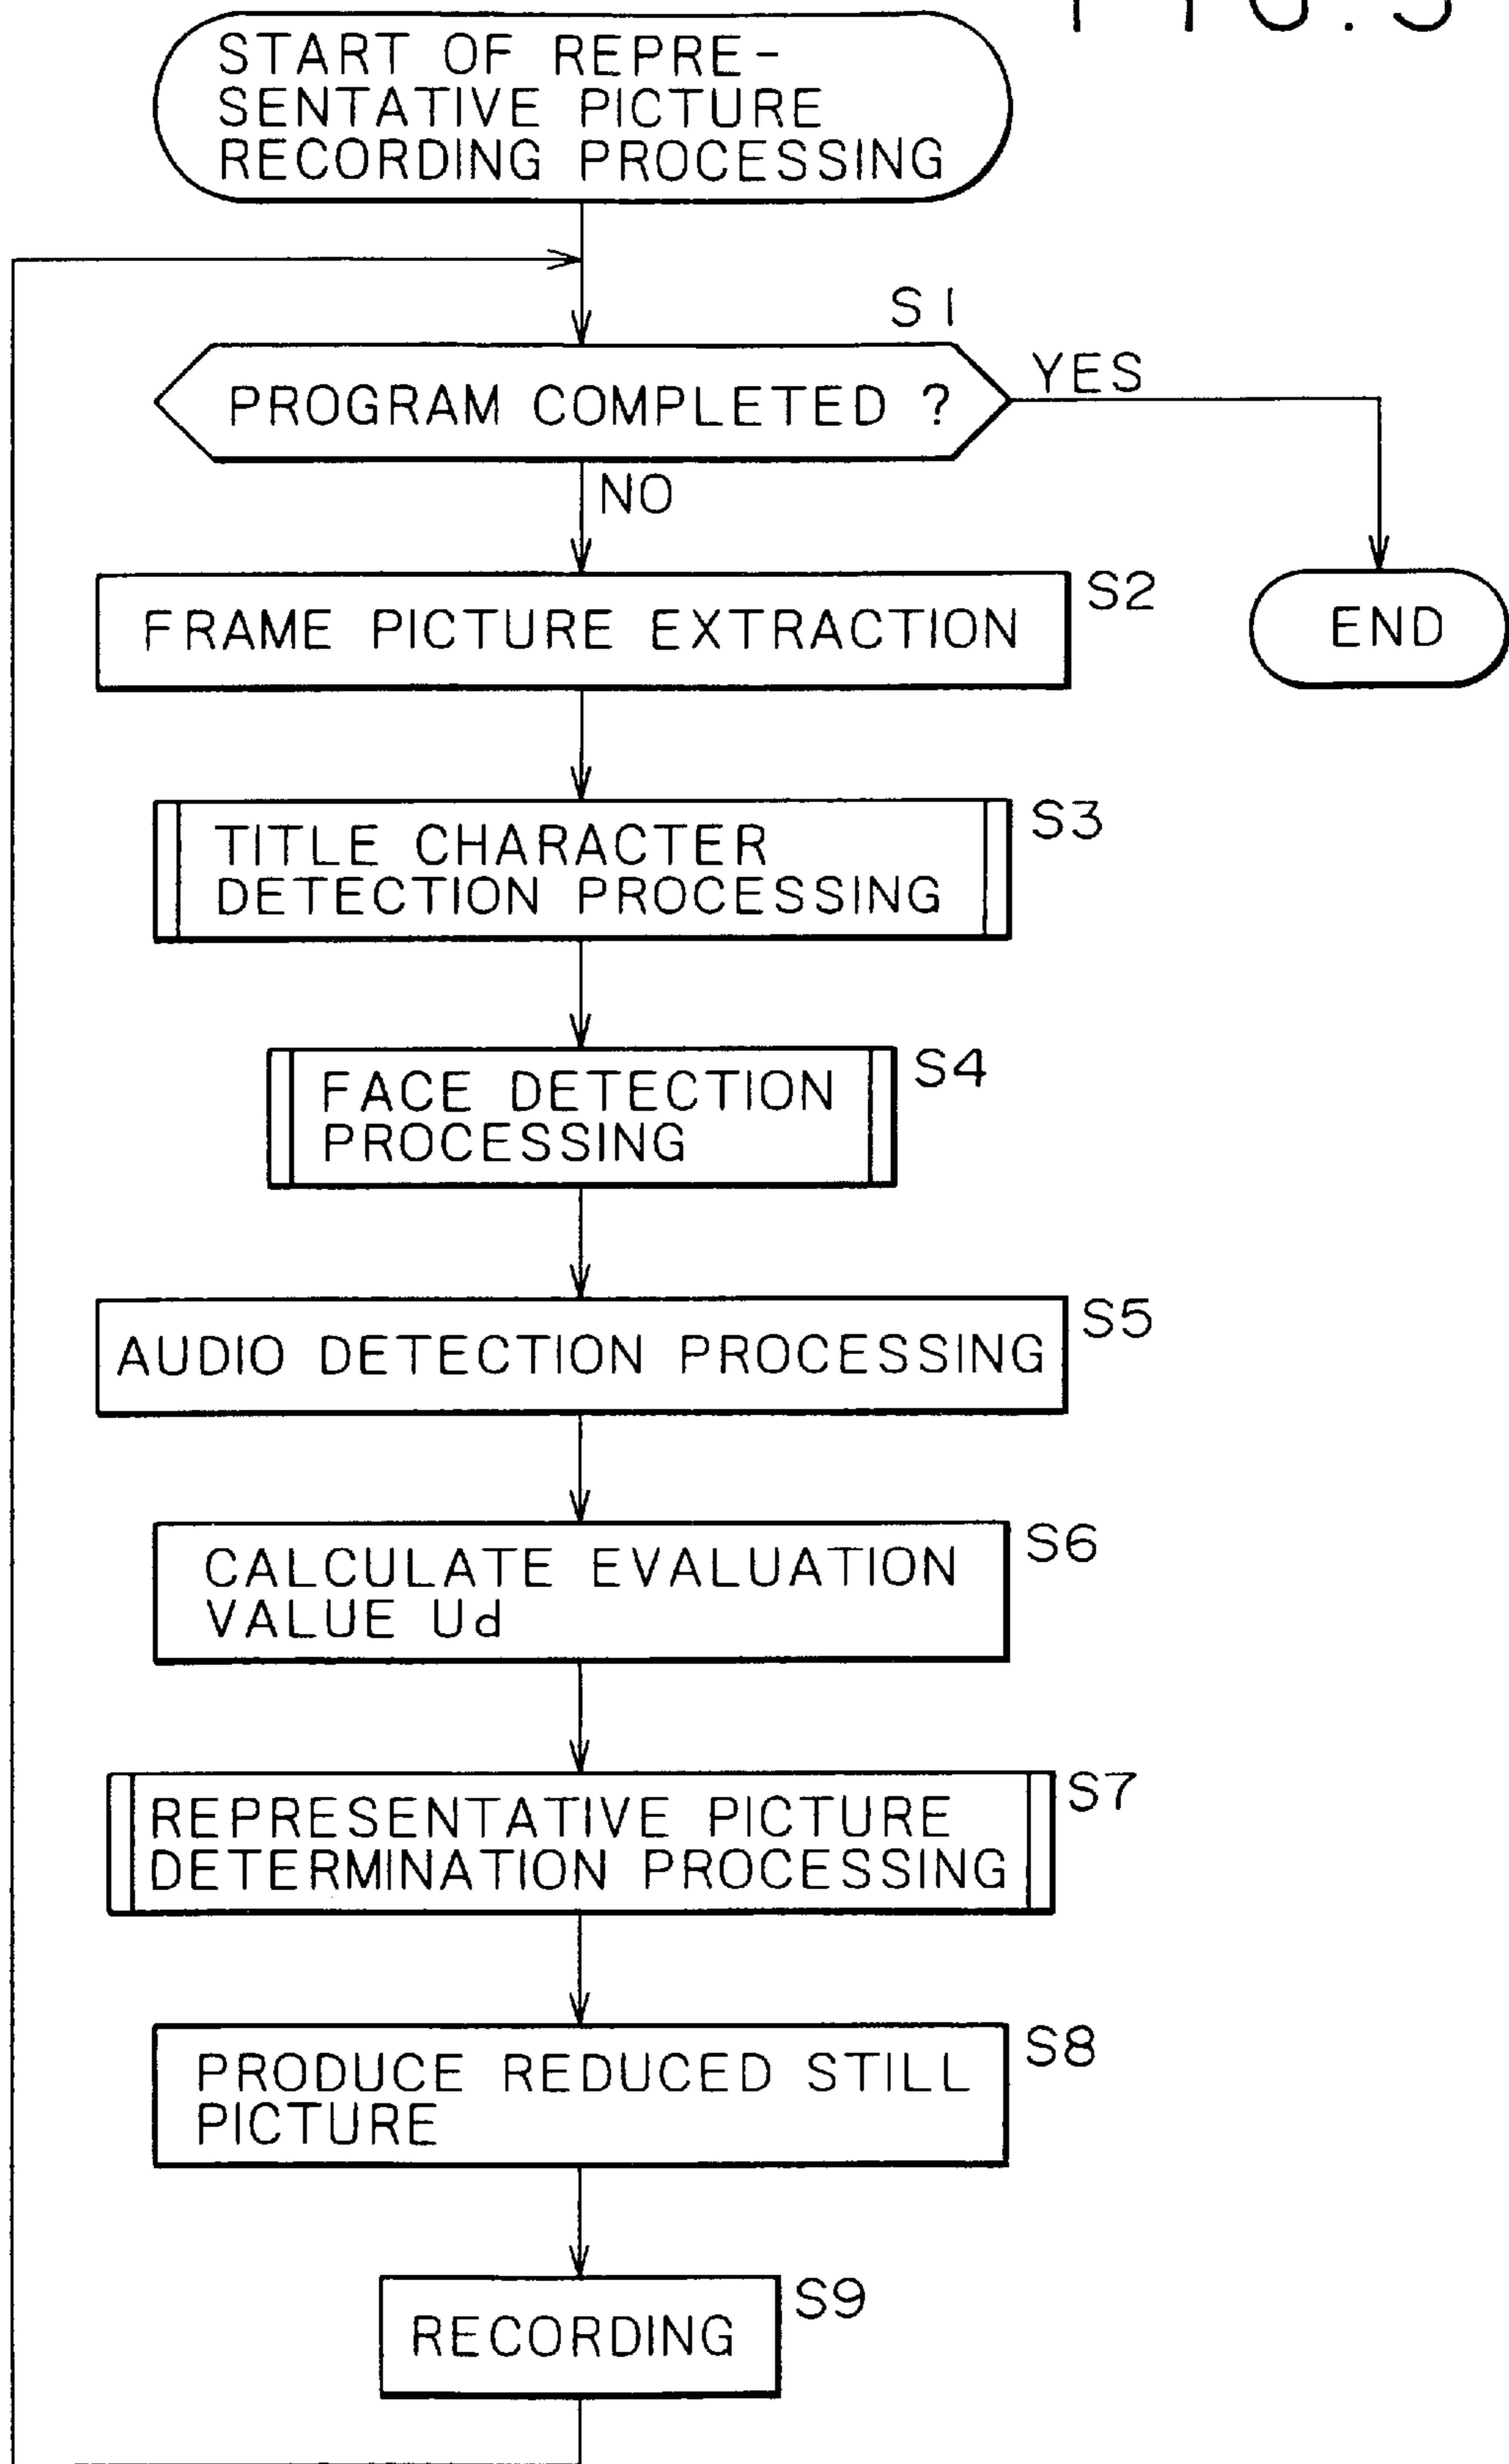 FIG. 3
START OF REPRE-
SENTATIVE PICTURE
RECORDING PROCESSING
S1
PROGRAM COMPLETED ?
YES
NO
S2
FRAME PICTURE EXTRACTION
END
S3
TITLE CHARACTER
DETECTION PROCESSING
S4
FACE DETECTION
PROCESSING
S5
AUDIO DETECTION PROCESSING
S6
CALCULATE EVALUATION
VALUE Ud
S7
REPRESENTATIVE PICTURE
DETERMINATION PROCESSING
S8
PRODUCE REDUCED STILL
PICTURE
S9
RECORDING